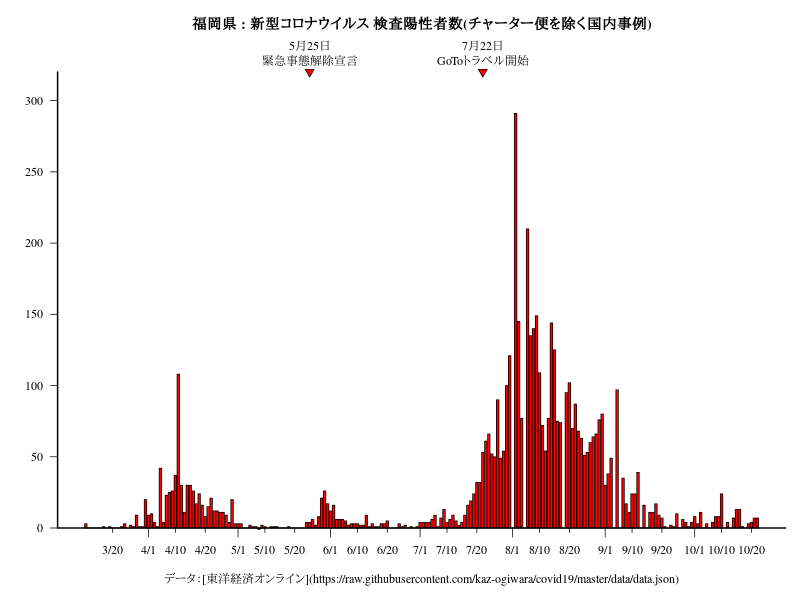 福岡県：新型コロナウイルス 検査陽性者数(チャーター便を除く国内事例)
5月25日
緊急事態解除宣言
7月22日
GoToトラベル開始
300
250
200
150
100
50
0
3/20 4/1 4/10 4/20 5/1 5/10 5/20 6/1 6/10 6/20 7/1 7/10 7/20 8/1 8/10 8/20 9/1 9/10 9/20 10/1 10/10 10/20
データ：[東洋経済オンライン](https://raw.githubusercontent.com/kaz-ogiwara/covid19/master/data/data.json)